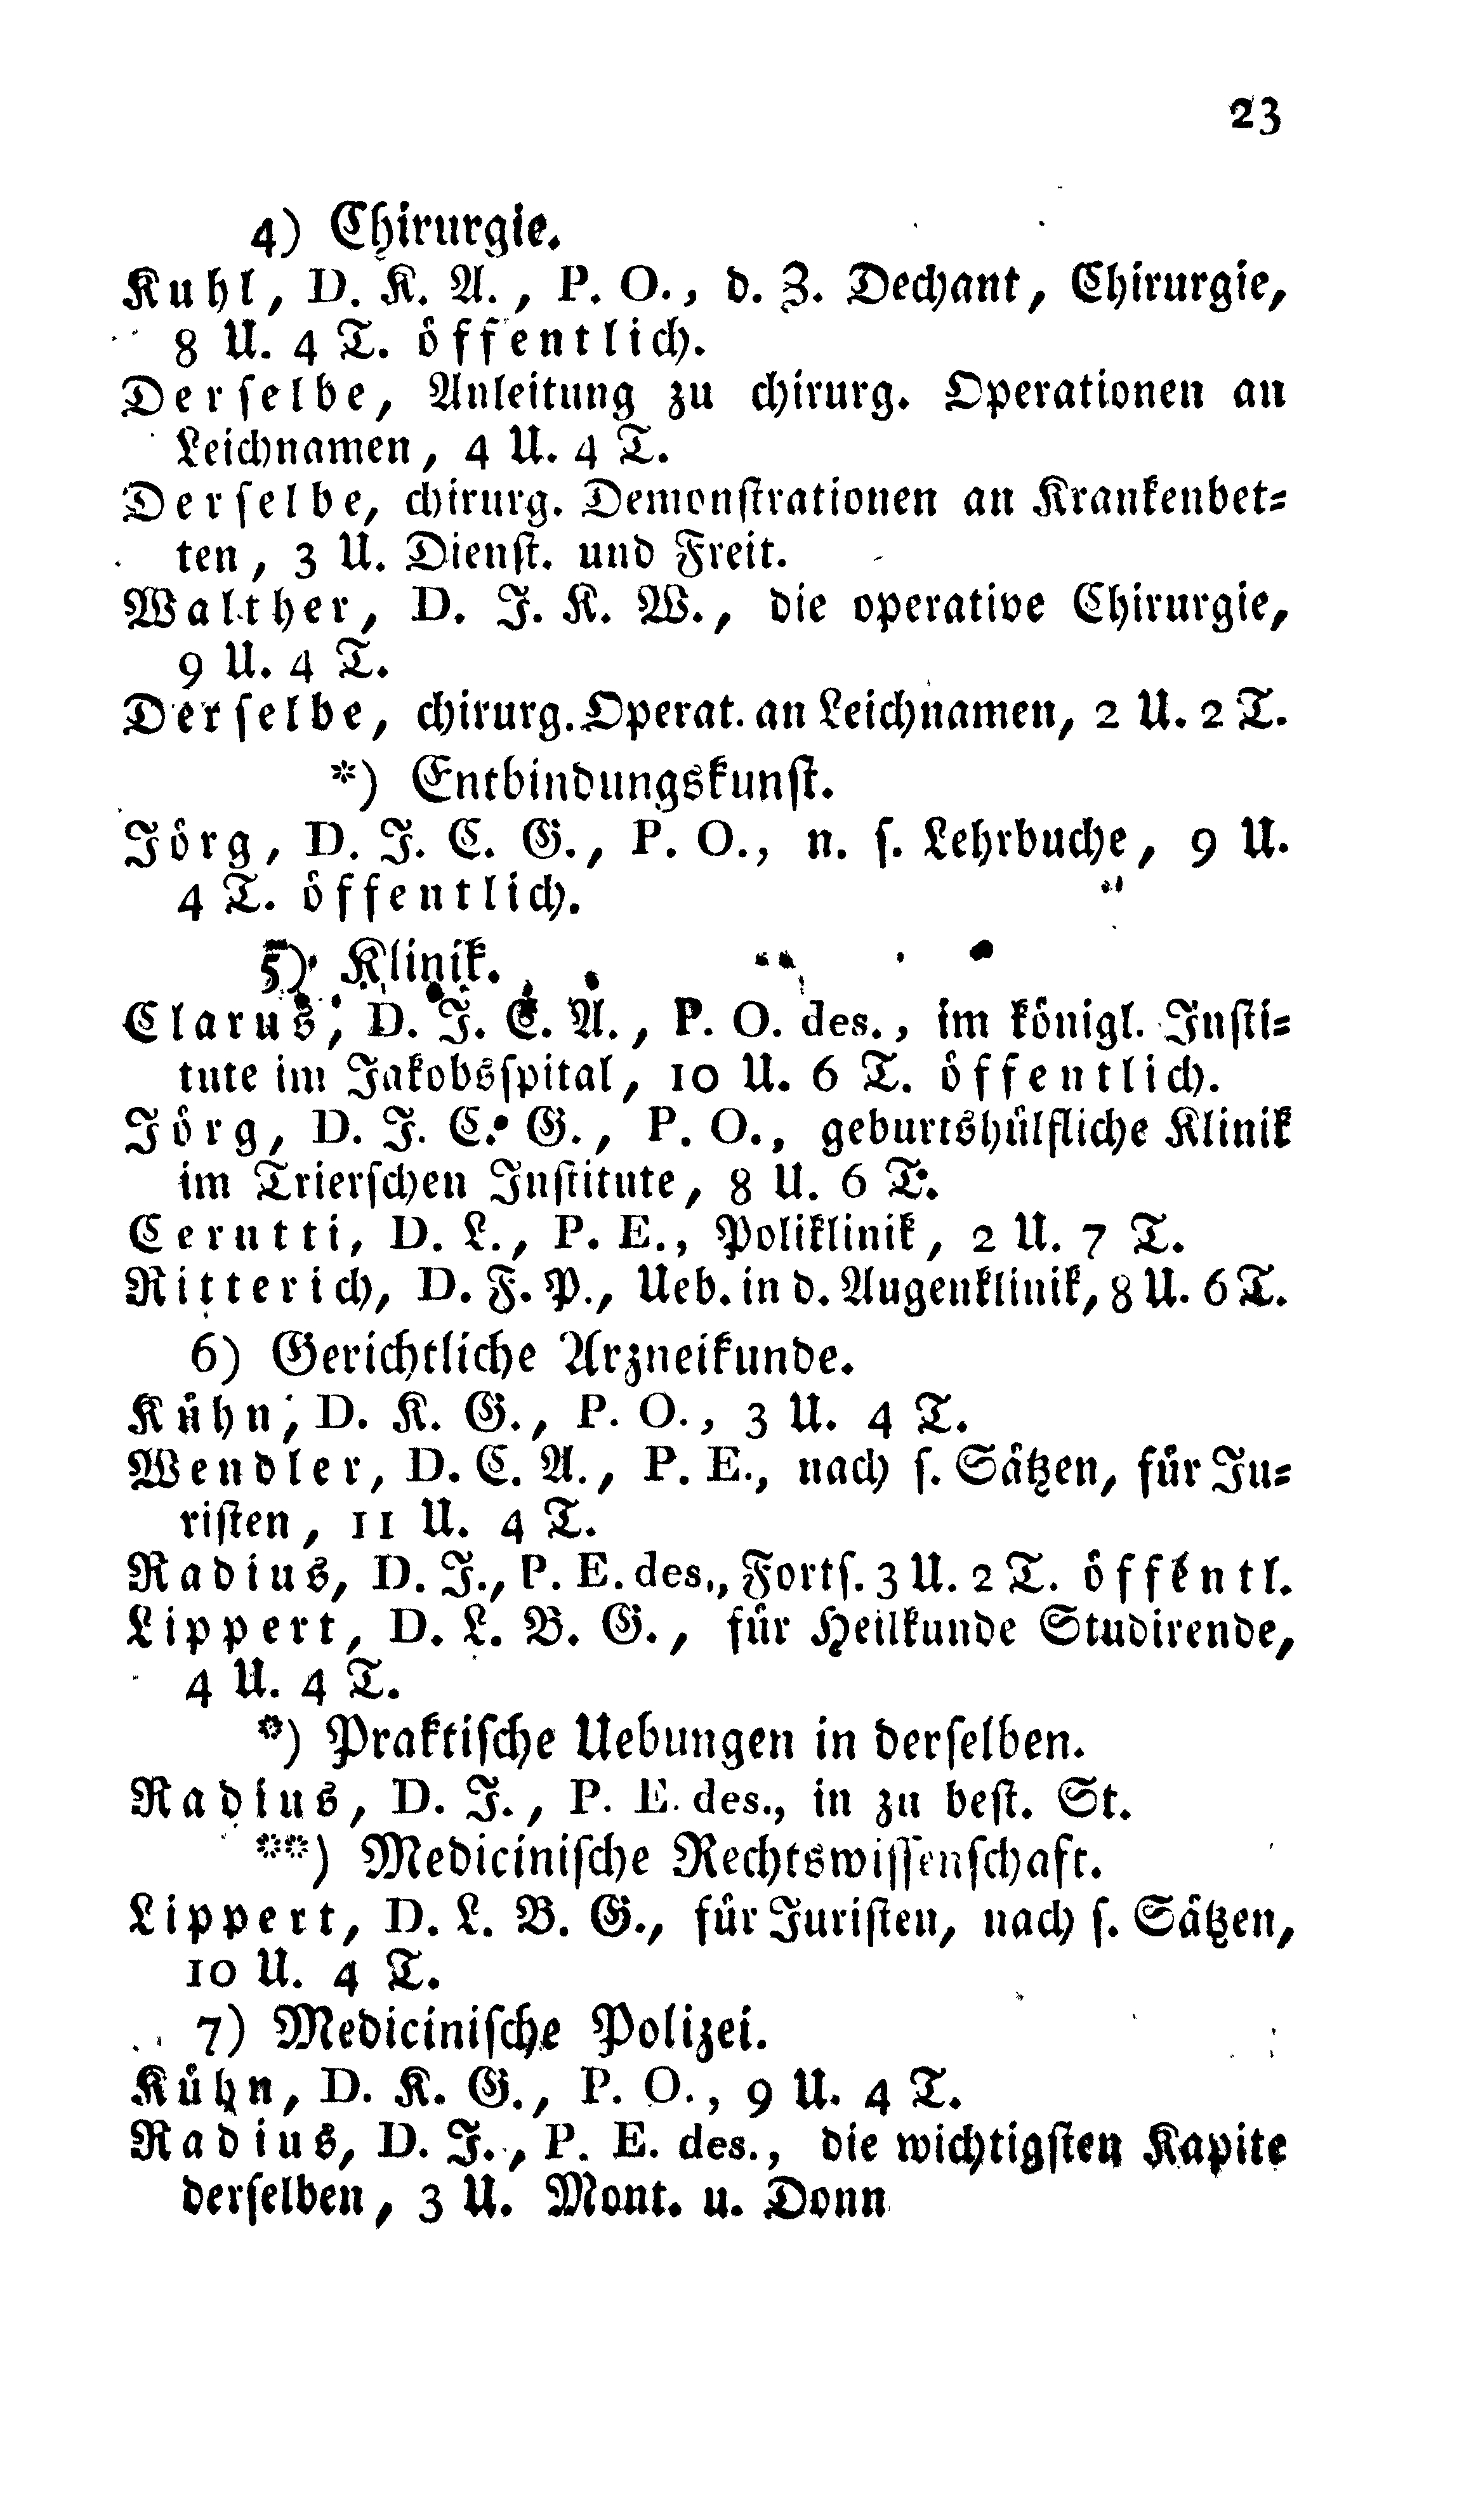 23
4) Chirurgie.
Kuhl, D. K. A., P. O., d. Z. Dechant, Chirurgie,
8 U. 4 T. öffentlich.
Derselbe, Anleitung zu chirurg. Operationen an
Leichnamen, 4 U. 4 T.
Derselbe, chirurg. Demonſtrationen an Krankenbet=
ten, 3 U. Dienſt. und Freit.
Walther, D. J. K. W., die operative Chirurgie,
9 U. 4 T.
Derſelbe, chirurg. Operat. an Leichnamen, 2 U. 2 T.
*) Entbindungskunſt.
Jörg, D. J. C. G., P. O., n. ſ. Lehrbuche, 9 U.
4 T. öffentlich.
5) Klinik.
Clarus, D. J. C. A., P. O. des., im königl. Inſti=
tute im Jakobsſpital, 10 U. 6 T. öffentlich.
Jörg, D. J. C. G., P. O., geburtshülfliche Klinik
im Trierſchen Inſtitute, 8 U. 6 T.
Cerutti, D. L., P. E., Poliklinik, 2 U. 7 T.
Ritterich, D. F. P., Ueb. in d. Augenklinik, 8 U. 6 T.
6) Gerichtliche Arzneikunde.
Kühn, D. K. G., P. O., 3 U. 4 T.
Wendler, D. C. A., P. E., nach ſ. Sätzen, für Ju=
riſten, 11 U. 4 T.
Radius, D. J., P. E. des., Fortſ. 3 U. 2 T. öffentl.
Lippert, D. L. B. G., für Heilkunde Studirende,
4 U. 4 T.
*) Praktiſche Uebungen in derſelben.
Radius, D. J., P. E. des., in zu beſt. St.
**) Mediciniſche Rechtswiſſenſchaft.
Lippert, D. L. B. G., für Juriſten, nach ſ. Sätzen,
10 U. 4 T.
7) Mediciniſche Polizei.
Kühn, D. K. G., P. O., 9 U. 4 T.
Radius, D. J., P. E. des., die wichtigſten Kapite
derſelben, 3 U. Mont. u. Donn